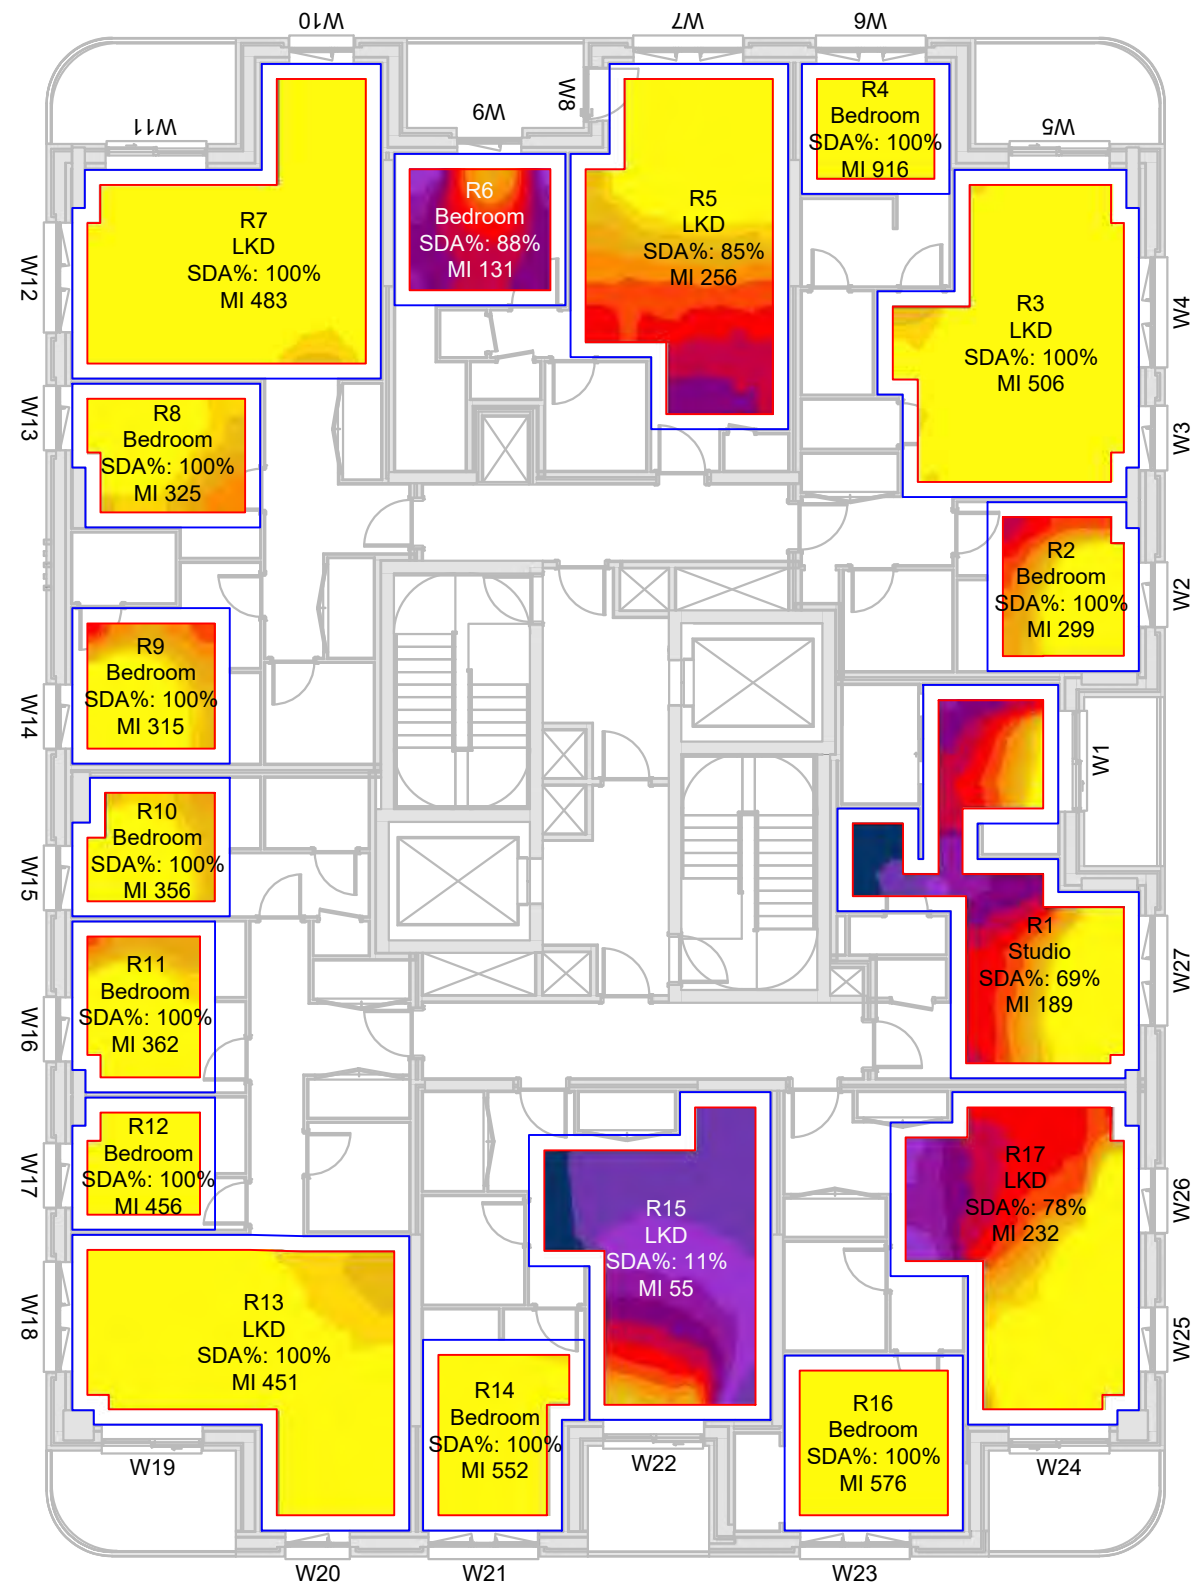 W10
W7
W6
W11
W9
W8
W5
R4
Bedroom
SDA%: 100%
MI 916
R6
Bedroom
SDA%: 88%
MI 131
R5
LKD
SDA%: 85%
MI 256
R7
LKD
SDA%: 100%
MI 483
W12
R3
LKD
SDA%: 100%
MI 506
W4
W13
R8
Bedroom
SDA%: 100%
MI 325
W3
R2
Bedroom
SDA%: 100%
MI 299
W2
R9
Bedroom
SDA%: 100%
MI 315
W14
W1
R10
Bedroom
SDA%: 100%
MI 356
W15
R1
Studio
SDA%: 69%
MI 189
W27
R11
Bedroom
SDA%: 100%
MI 362
W16
R12
Bedroom
SDA%: 100%
MI 456
W17
R17
LKD
SDA%: 78%
MI 232
W26
R15
LKD
SDA%: 11%
MI 55
R13
LKD
SDA%: 100%
MI 451
W18
W25
R14
Bedroom
SDA%: 100%
MI 552
R16
Bedroom
SDA%: 100%
MI 576
W19
W22
W24
W20
W21
W23